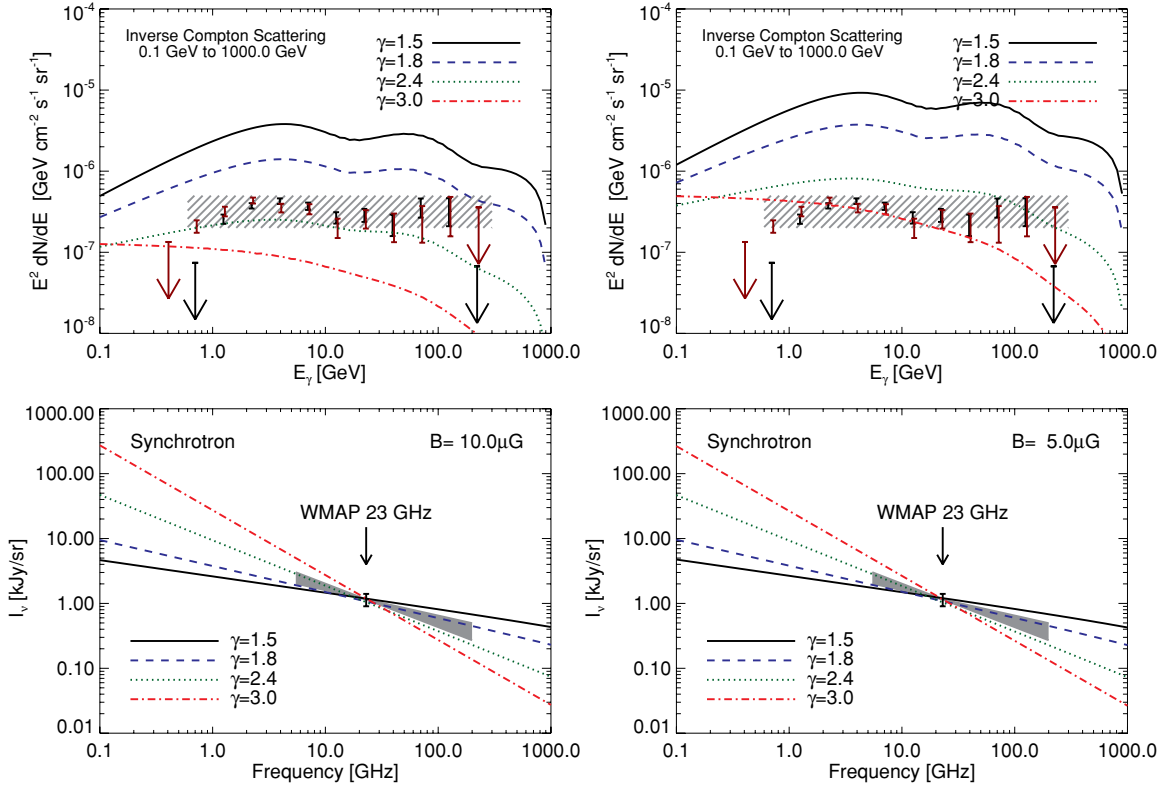 Inverse Compton Scattering
0.1 GeV to 1000.0 GeV
γ=1.5
γ=1.8
γ=2.4
γ=3.0
E² dN/dE [GeV cm⁻² s⁻¹ sr⁻¹]
10⁻⁴
10⁻⁵
10⁻⁶
10⁻⁷
10⁻⁸
0.1 1.0 10.0 100.0 1000.0
Eγ [GeV]
Inverse Compton Scattering
0.1 GeV to 1000.0 GeV
γ=1.5
γ=1.8
γ=2.4
γ=3.0
E² dN/dE [GeV cm⁻² s⁻¹ sr⁻¹]
10⁻⁴
10⁻⁵
10⁻⁶
10⁻⁷
10⁻⁸
0.1 1.0 10.0 100.0 1000.0
Eγ [GeV]
Synchrotron B= 10.0μG
WMAP 23 GHz
γ=1.5
γ=1.8
γ=2.4
γ=3.0
Iν [kJy/sr]
1000.00
100.00
10.00
1.00
0.10
0.01
0.1 1.0 10.0 100.0 1000.0
Frequency [GHz]
Synchrotron B= 5.0μG
WMAP 23 GHz
γ=1.5
γ=1.8
γ=2.4
γ=3.0
Iν [kJy/sr]
1000.00
100.00
10.00
1.00
0.10
0.01
0.1 1.0 10.0 100.0 1000.0
Frequency [GHz]